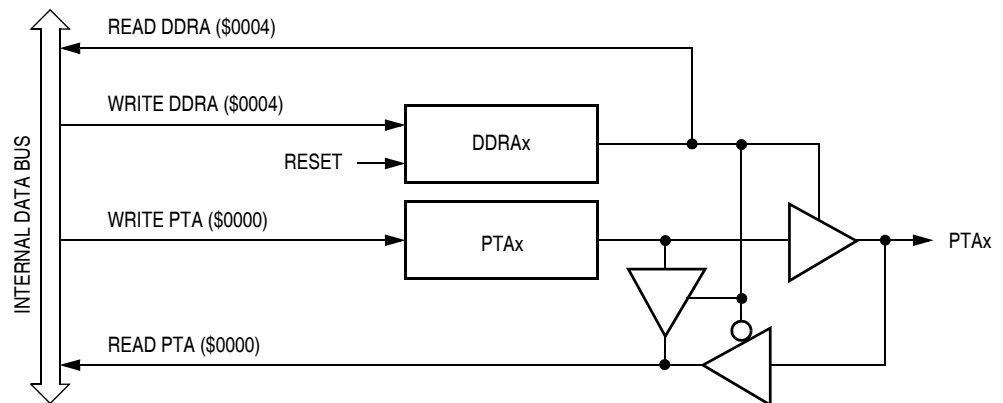 READ DDRA ($0004)
WRITE DDRA ($0004)
DDRAx
RESET
INTERNAL DATA BUS
WRITE PTA ($0000)
PTAx
PTAx
READ PTA ($0000)